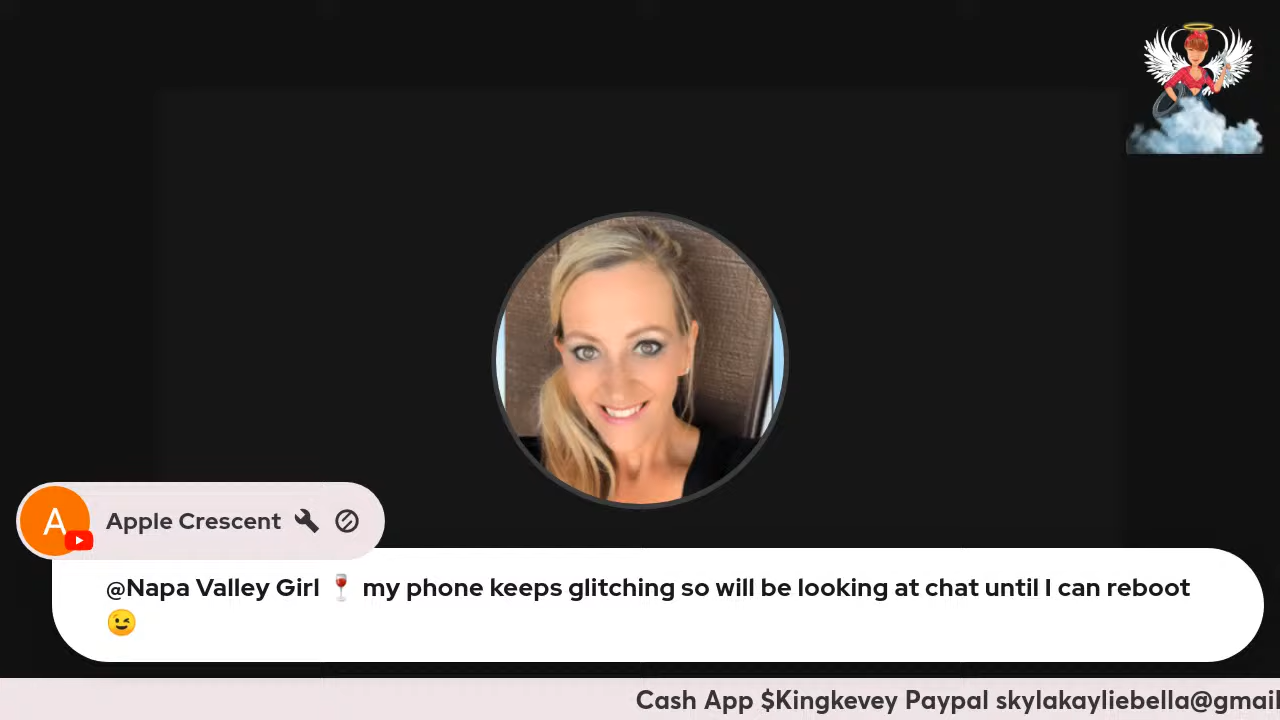 A Apple Crescent
@Napa Valley Girl 🍷 my phone keeps glitching so will be looking at chat until I can reboot
😉
Cash App $Kingkevey Paypal skylakayliebella@gmail